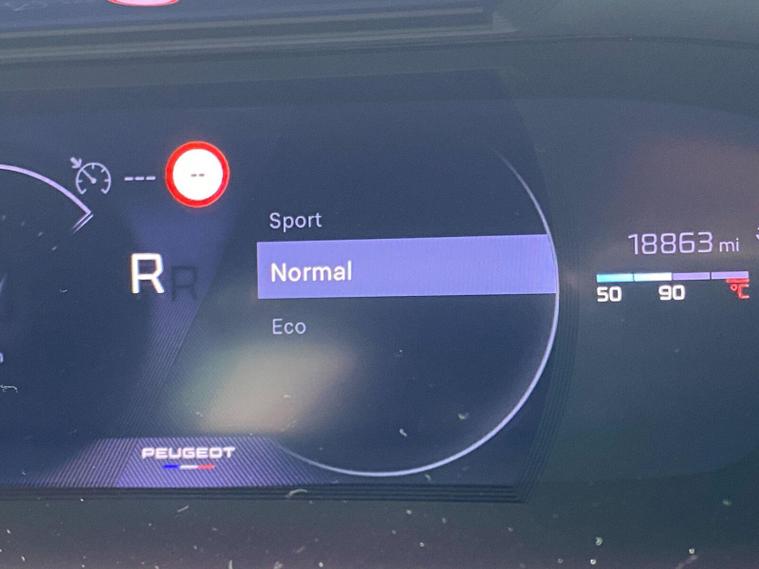 ---
--
Sport
R
Normal
Eco
18863 mi
50 90 °C
PEUGEOT